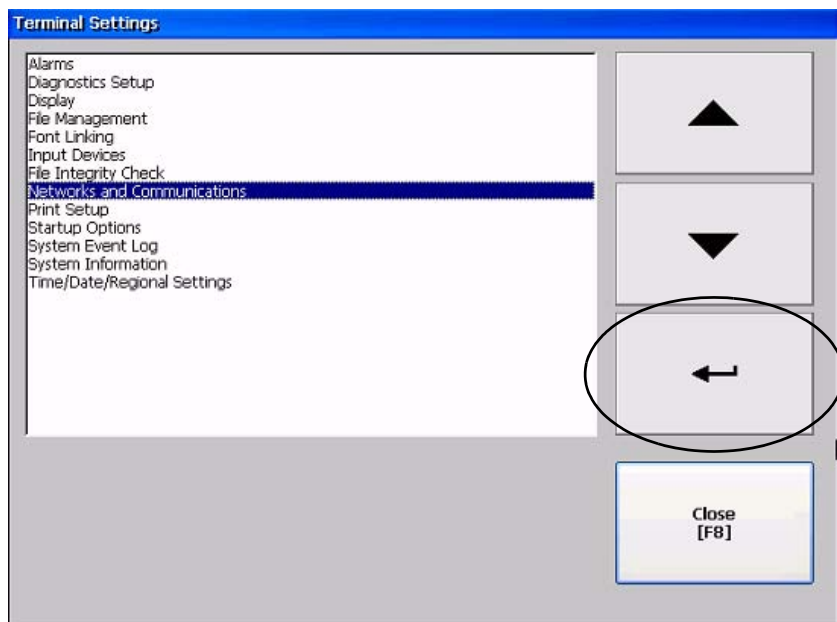 Terminal Settings
Alarms
Diagnostics Setup
Display
File Management
Font Linking
Input Devices
File Integrity Check
Networks and Communications
Print Setup
Startup Options
System Event Log
System Information
Time/Date/Regional Settings
Close
[F8]